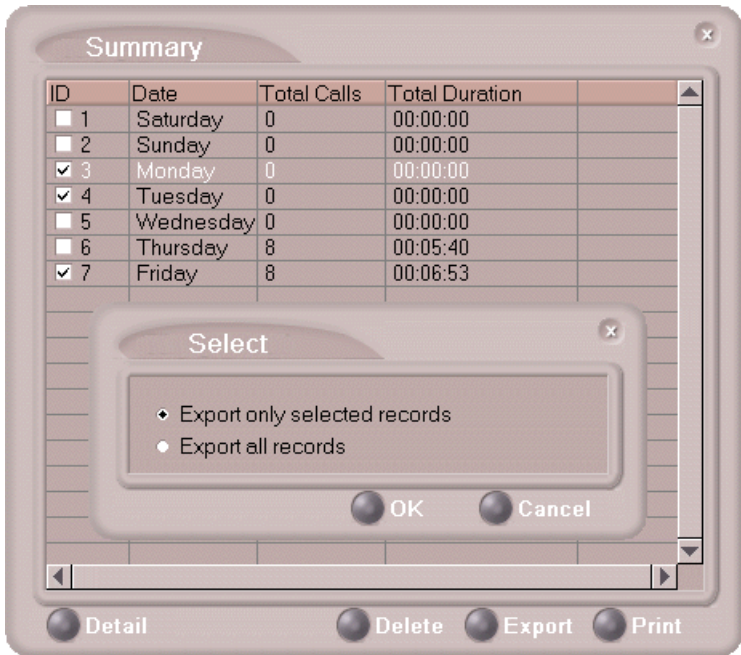 Summary
ID Date Total Calls Total Duration
1 Saturday 0 00:00:00
2 Sunday 0 00:00:00
3 Monday 0 00:00:00
4 Tuesday 0 00:00:00
5 Wednesday 0 00:00:00
6 Thursday 8 00:05:40
7 Friday 8 00:06:53
Select
Export only selected records
Export all records
OK Cancel
Detail Delete Export Print